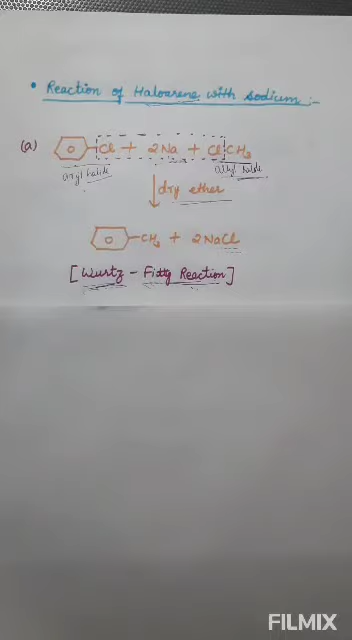 • Reaction of Haloarene with sodium :-
(a) Cl + 2Na + Cl CH₃
aryl halide alkyl halide
dry ether
CH₃ + 2NaCl
[Wurtz - Fittg Reaction]
FILMIX